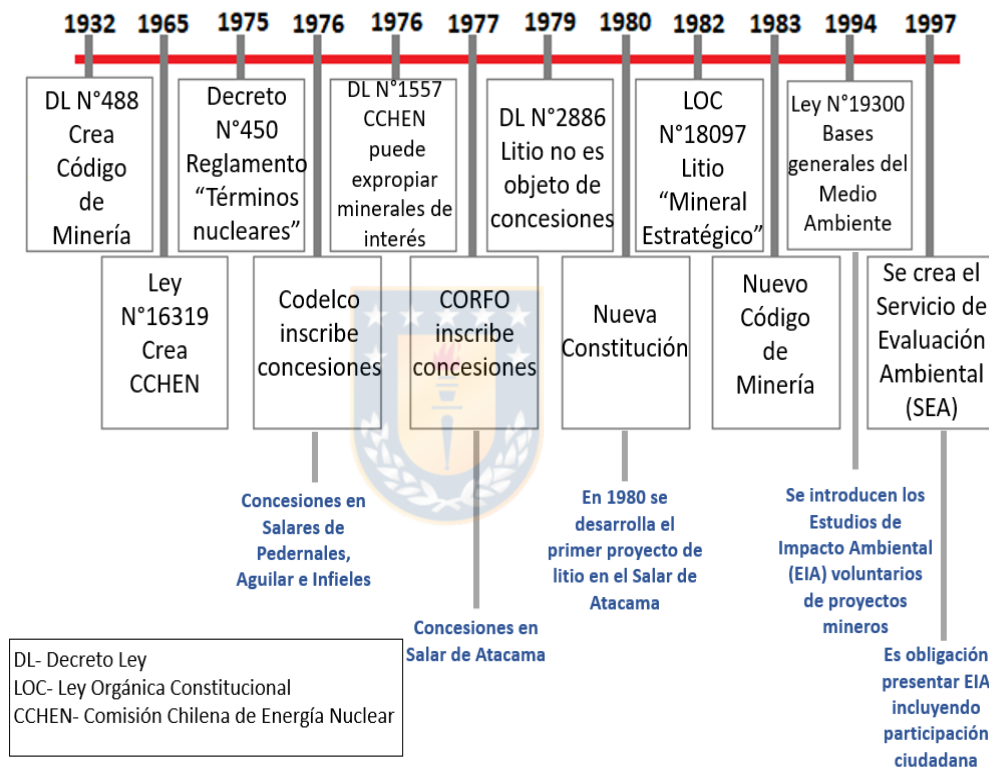 1932 1965 1975 1976 1976 1977 1979 1980 1982 1983 1994 1997
DL N°488
Crea
Código
de
Minería
Ley
N°16319
Crea
CCHEN
Decreto
N°450
Reglamento
“Términos
nucleares”
Codelco
inscribe
concesiones
DL N°1557
CCHEN
puede
expropiar
minerales de
interés
CORFO
inscribe
concesiones
DL N°2886
Litio no es
objeto de
concesiones
Nueva
Constitución
LOC
N°18097
Litio
“Mineral
Estratégico”
Nuevo
Código
de
Minería
Ley N°19300
Bases
generales del
Medio
Ambiente
Se crea el
Servicio de
Evaluación
Ambiental
(SEA)
Concesiones en
Salares de
Pedernales,
Aguilar e Infieles
Concesiones en
Salar de Atacama
En 1980 se
desarrolla el
primer proyecto de
litio en el Salar de
Atacama
Se introducen los
Estudios de
Impacto Ambiental
(EIA) voluntarios
de proyectos
mineros
Es obligación
presentar EIA
incluyendo
participación
ciudadana
DL- Decreto Ley
LOC- Ley Orgánica Constitucional
CCHEN- Comisión Chilena de Energía Nuclear